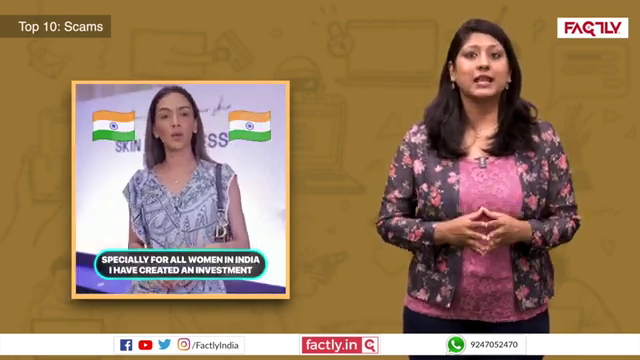 Top 10: Scams
FACTLY
SKIN
ESS
SPECIALLY FOR ALL WOMEN IN INDIA
I HAVE CREATED AN INVESTMENT
/FactlyIndia
factly.in
9247052470